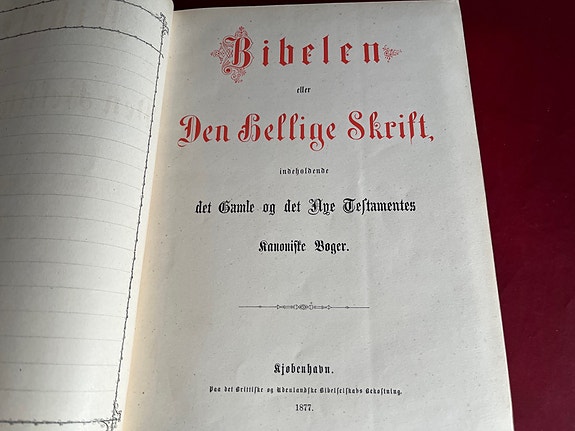 Bibelen
eller
Den hellige Skrift,
indeholdende
det Gamle og det Nye Testamentes
Kanoniske Bøger.
Kjøbenhavn.
Paa det Brittiske og Udenlandske Bibelselskabs Bekostning.
1877.